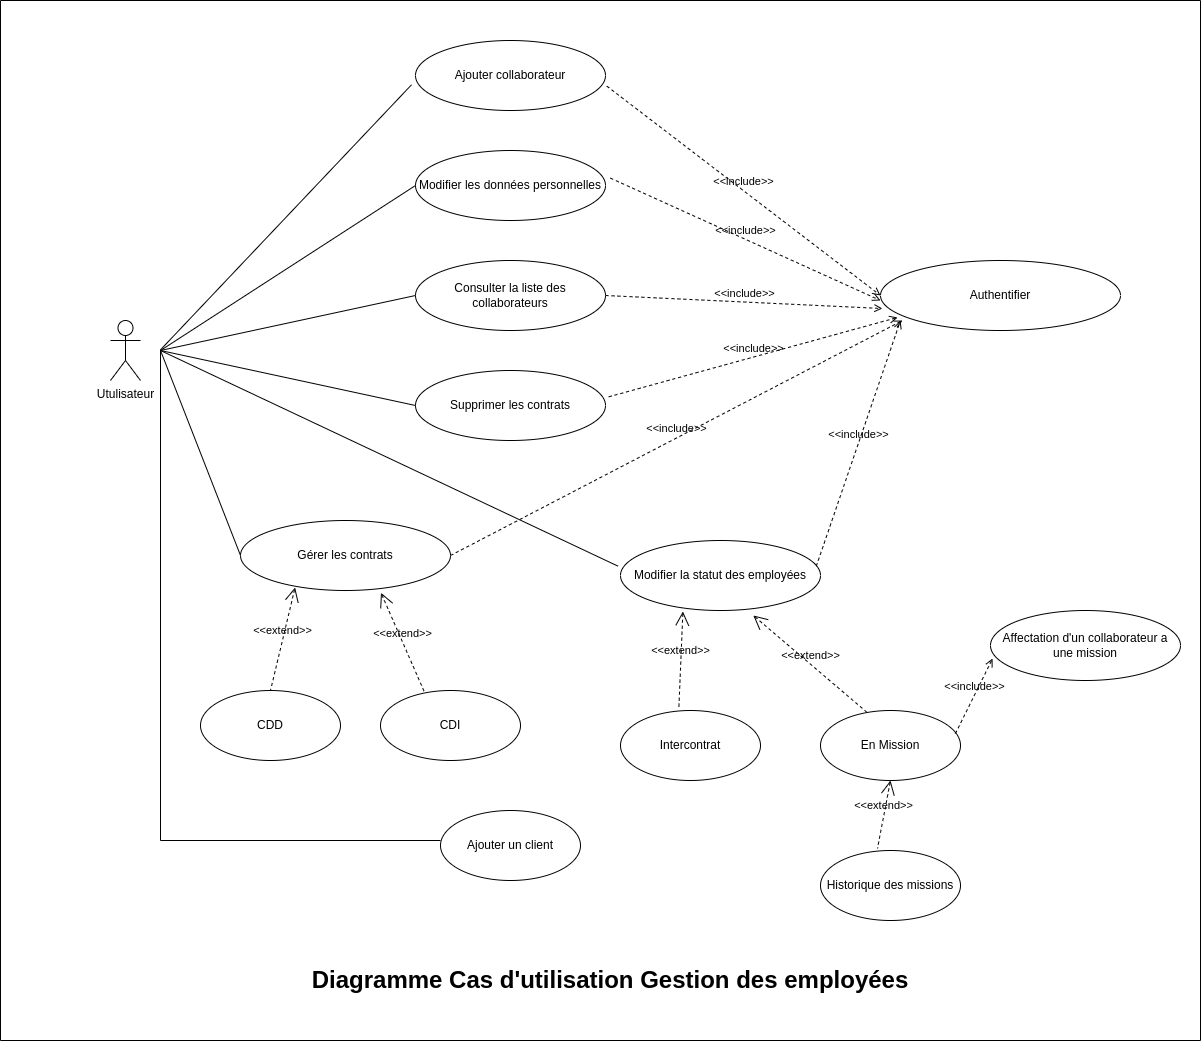 Ajouter collaborateur
Modifier les données personnelles
<<include>>
<<include>>
Consulter la liste des
collaborateurs
<<include>>
Authentifier
Utulisateur
<<include>>
Supprimer les contrats
<<include>>
<<include>>
Gérer les contrats
Modifier la statut des employées
<<extend>>
<<extend>>
<<extend>>
<<extend>>
Affectation d'un collaborateur a
une mission
<<include>>
CDD
CDI
Intercontrat
En Mission
<<extend>>
Ajouter un client
Historique des missions
Diagramme Cas d'utilisation Gestion des employées